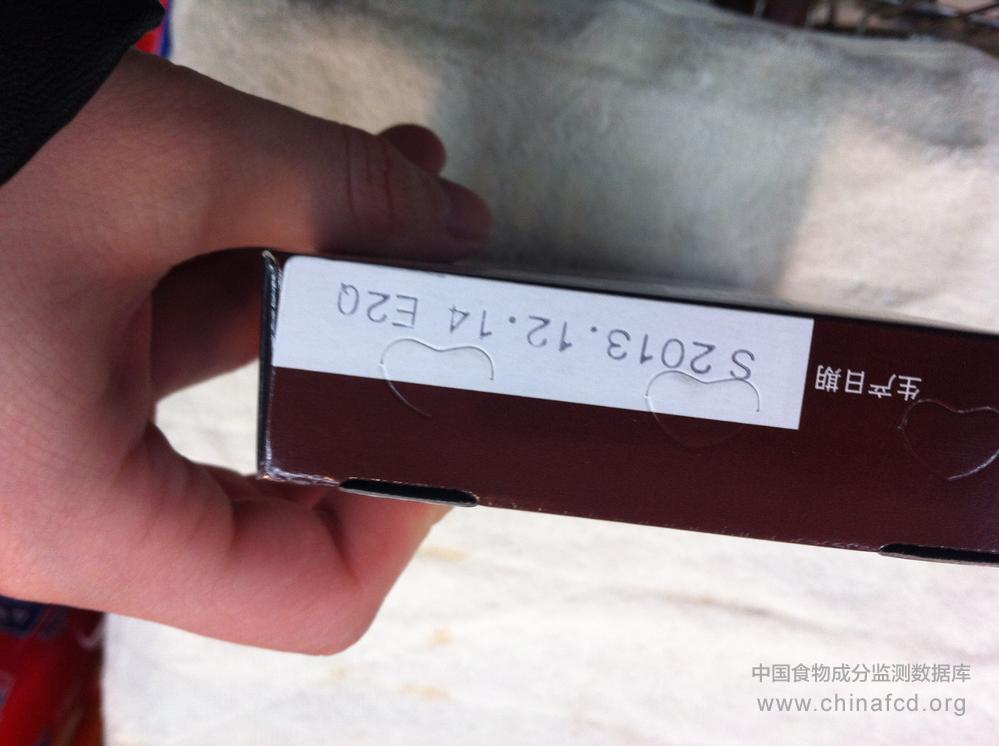 生产日期 S2013.12.14 E2Q
中国食物成分监测数据库
www.chinafcd.org